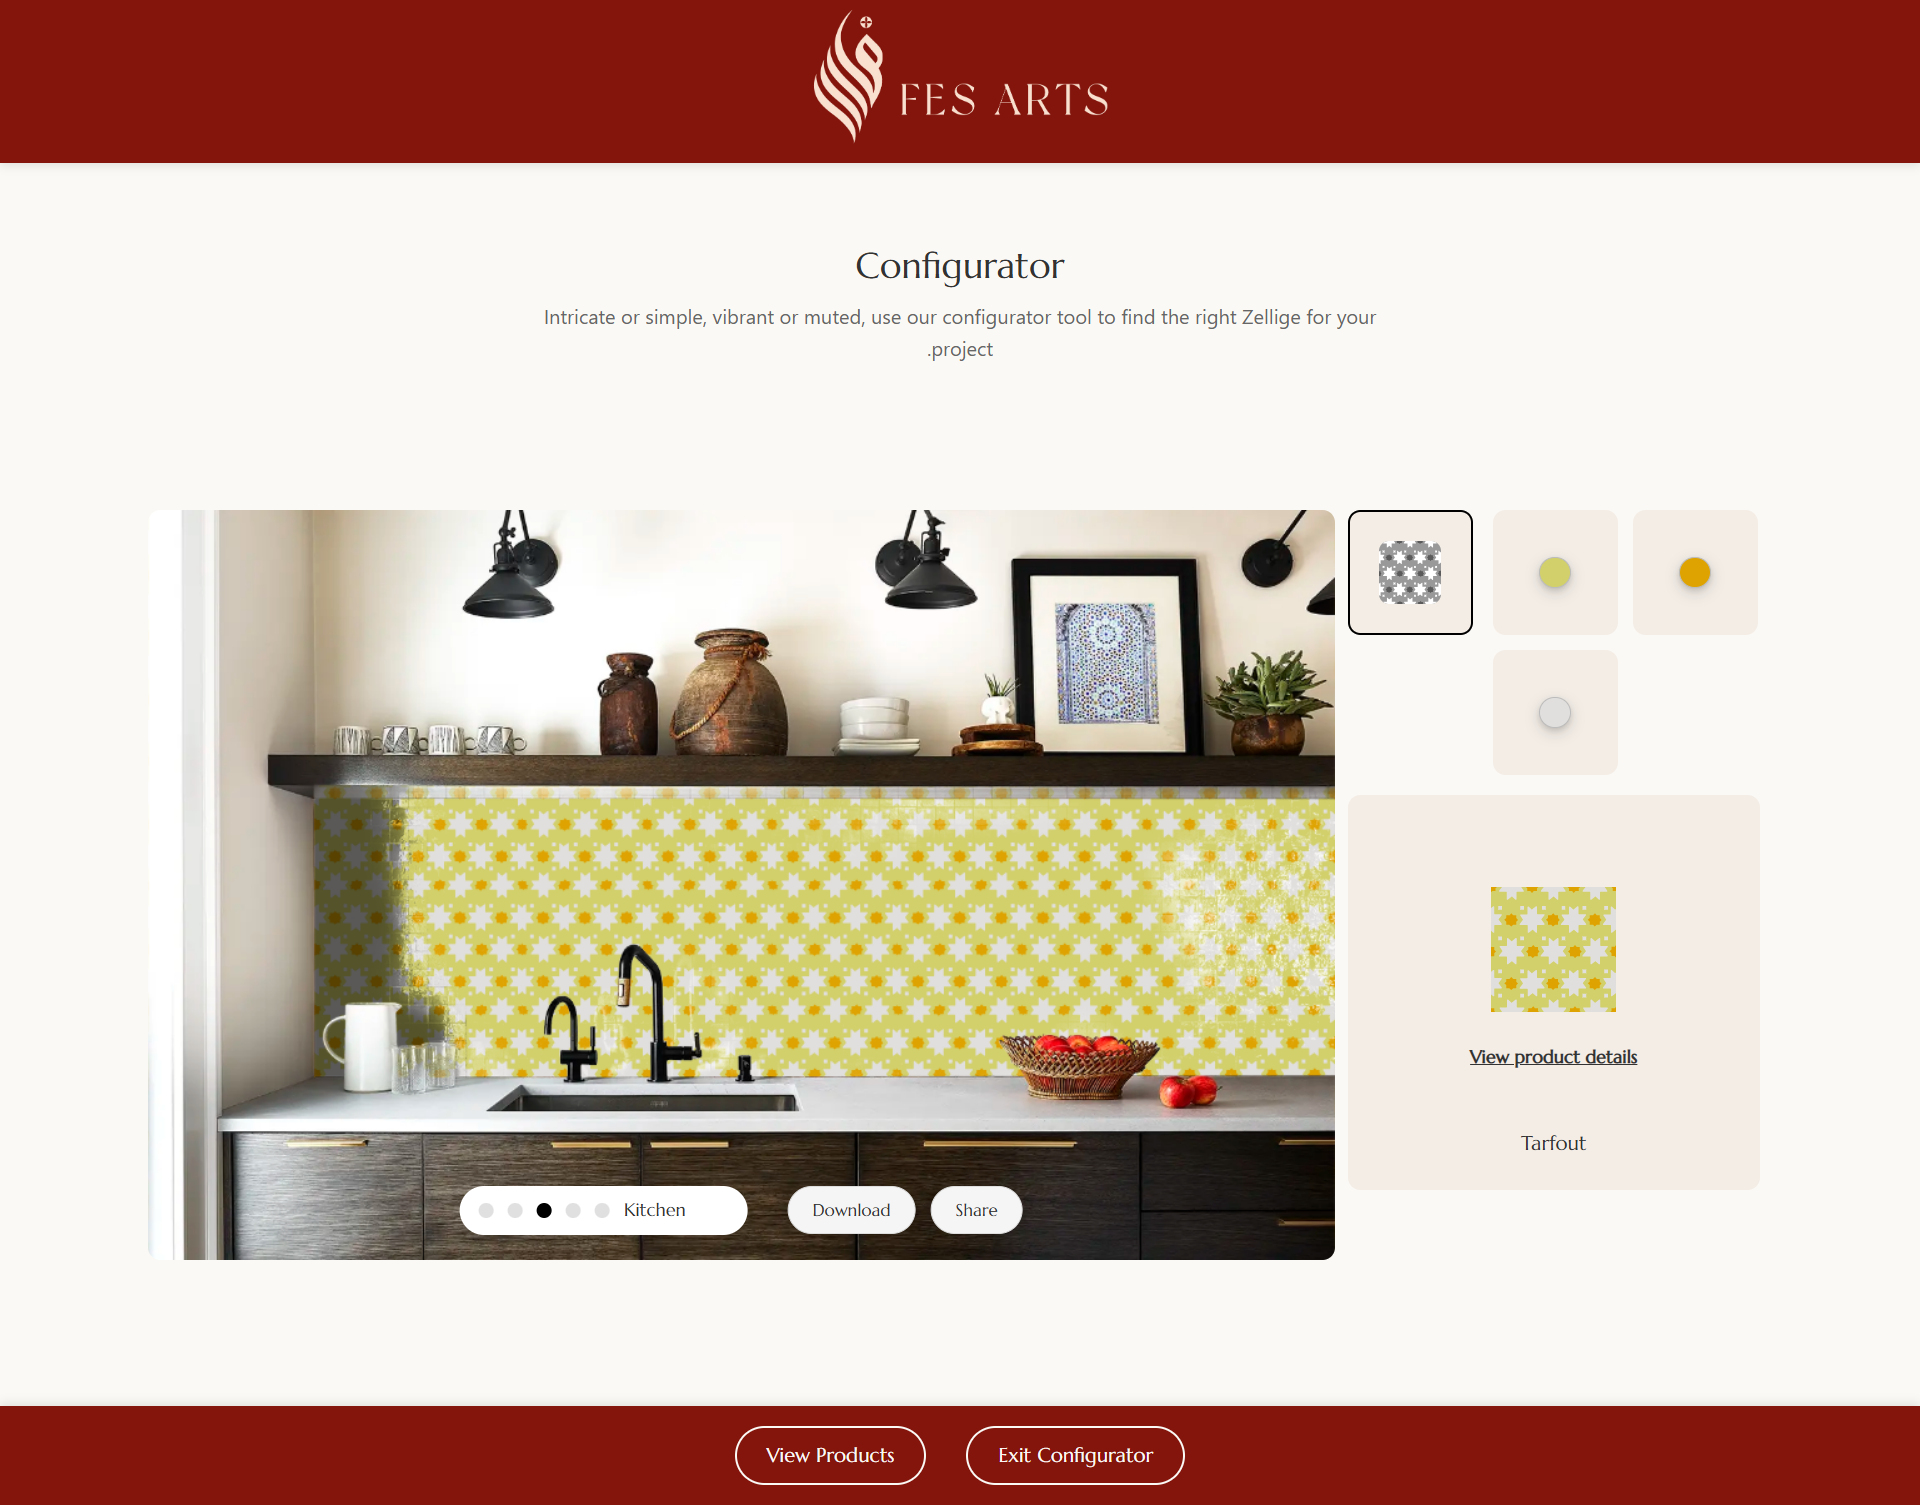 FES ARTS
Configurator
Intricate or simple, vibrant or muted, use our configurator tool to find the right Zellige for your
.project
View product details
Tarfout
Kitchen
Download
Share
View Products
Exit Configurator